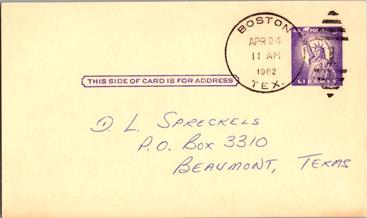 BOSTON
APR 24
11 AM
1962
TEX.
LIBERTY
THIS SIDE OF CARD IS FOR ADDRESS
D. L. SPRECKELS
P.O. BOX 3310
BEAUMONT, TEXAS